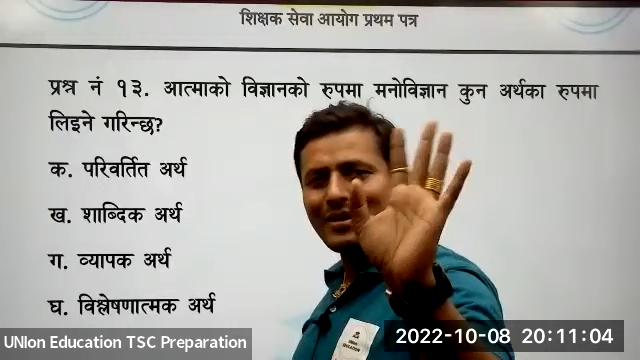 शिक्षक सेवा आयोग प्रथम पत्र
प्रश्न नं १३. आत्माको विज्ञानको रुपमा मनोविज्ञान कुन अर्थका रुपमा
लिइने गरिन्छ?
क. परिवर्तित अर्थ
ख. शाब्दिक अर्थ
ग. व्यापक अर्थ
घ. विश्लेषणात्मक अर्थ
UNIon Education TSC Preparation
2022-10-08 20:11:04